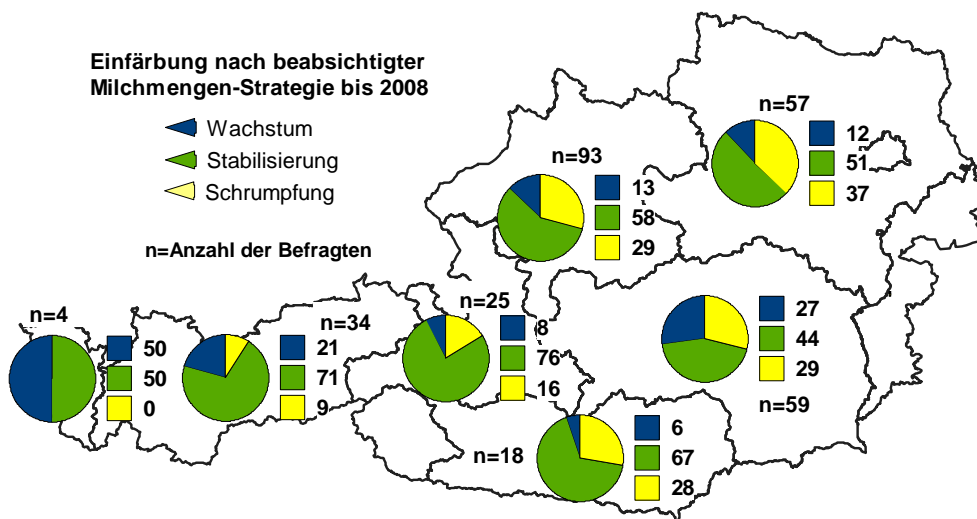 Einfärbung nach beabsichtigter
Milchmengen-Strategie bis 2008
Wachstum
Stabilisierung
Schrumpfung
n=Anzahl der Befragten
n=57
12
51
37
n=93
13
58
29
n=4
50
50
0
n=34
21
71
9
n=25
8
76
16
27
44
29
n=59
n=18
6
67
28